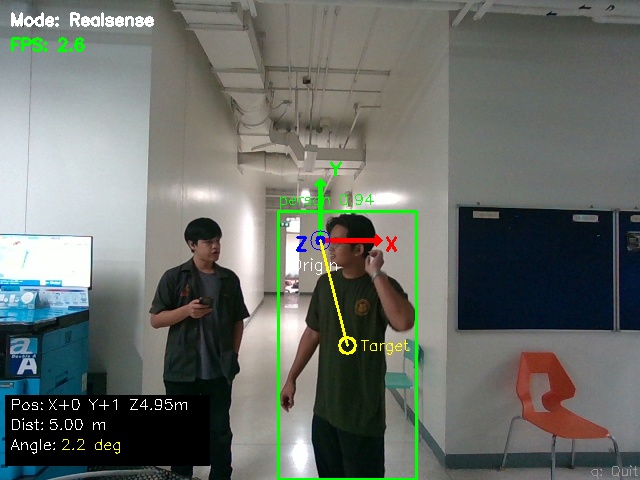 Mode: Realsense
FPS: 2.6
Y
person 0.94
Z
X
Origin
Target
a
Double A
A
Pos: X+0 Y+1 Z4.95m
Dist: 5.00 m
Angle: 2.2 deg
q: Quit